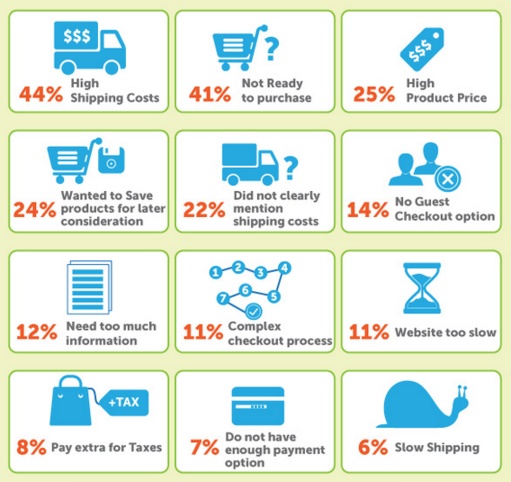 $$$
44% High
Shipping Costs
?
41% Not Ready
to purchase
$$$
25% High
Product Price
24% Wanted to Save
products for later
consideration
?
22% Did not clearly
mention
shipping costs
14% No Guest
Checkout option
12% Need too much
information
1 2 3 4
7 6 5
11% Complex
checkout process
11% Website too slow
+TAX
8% Pay extra for Taxes
7% Do not have
enough payment
option
6% Slow Shipping